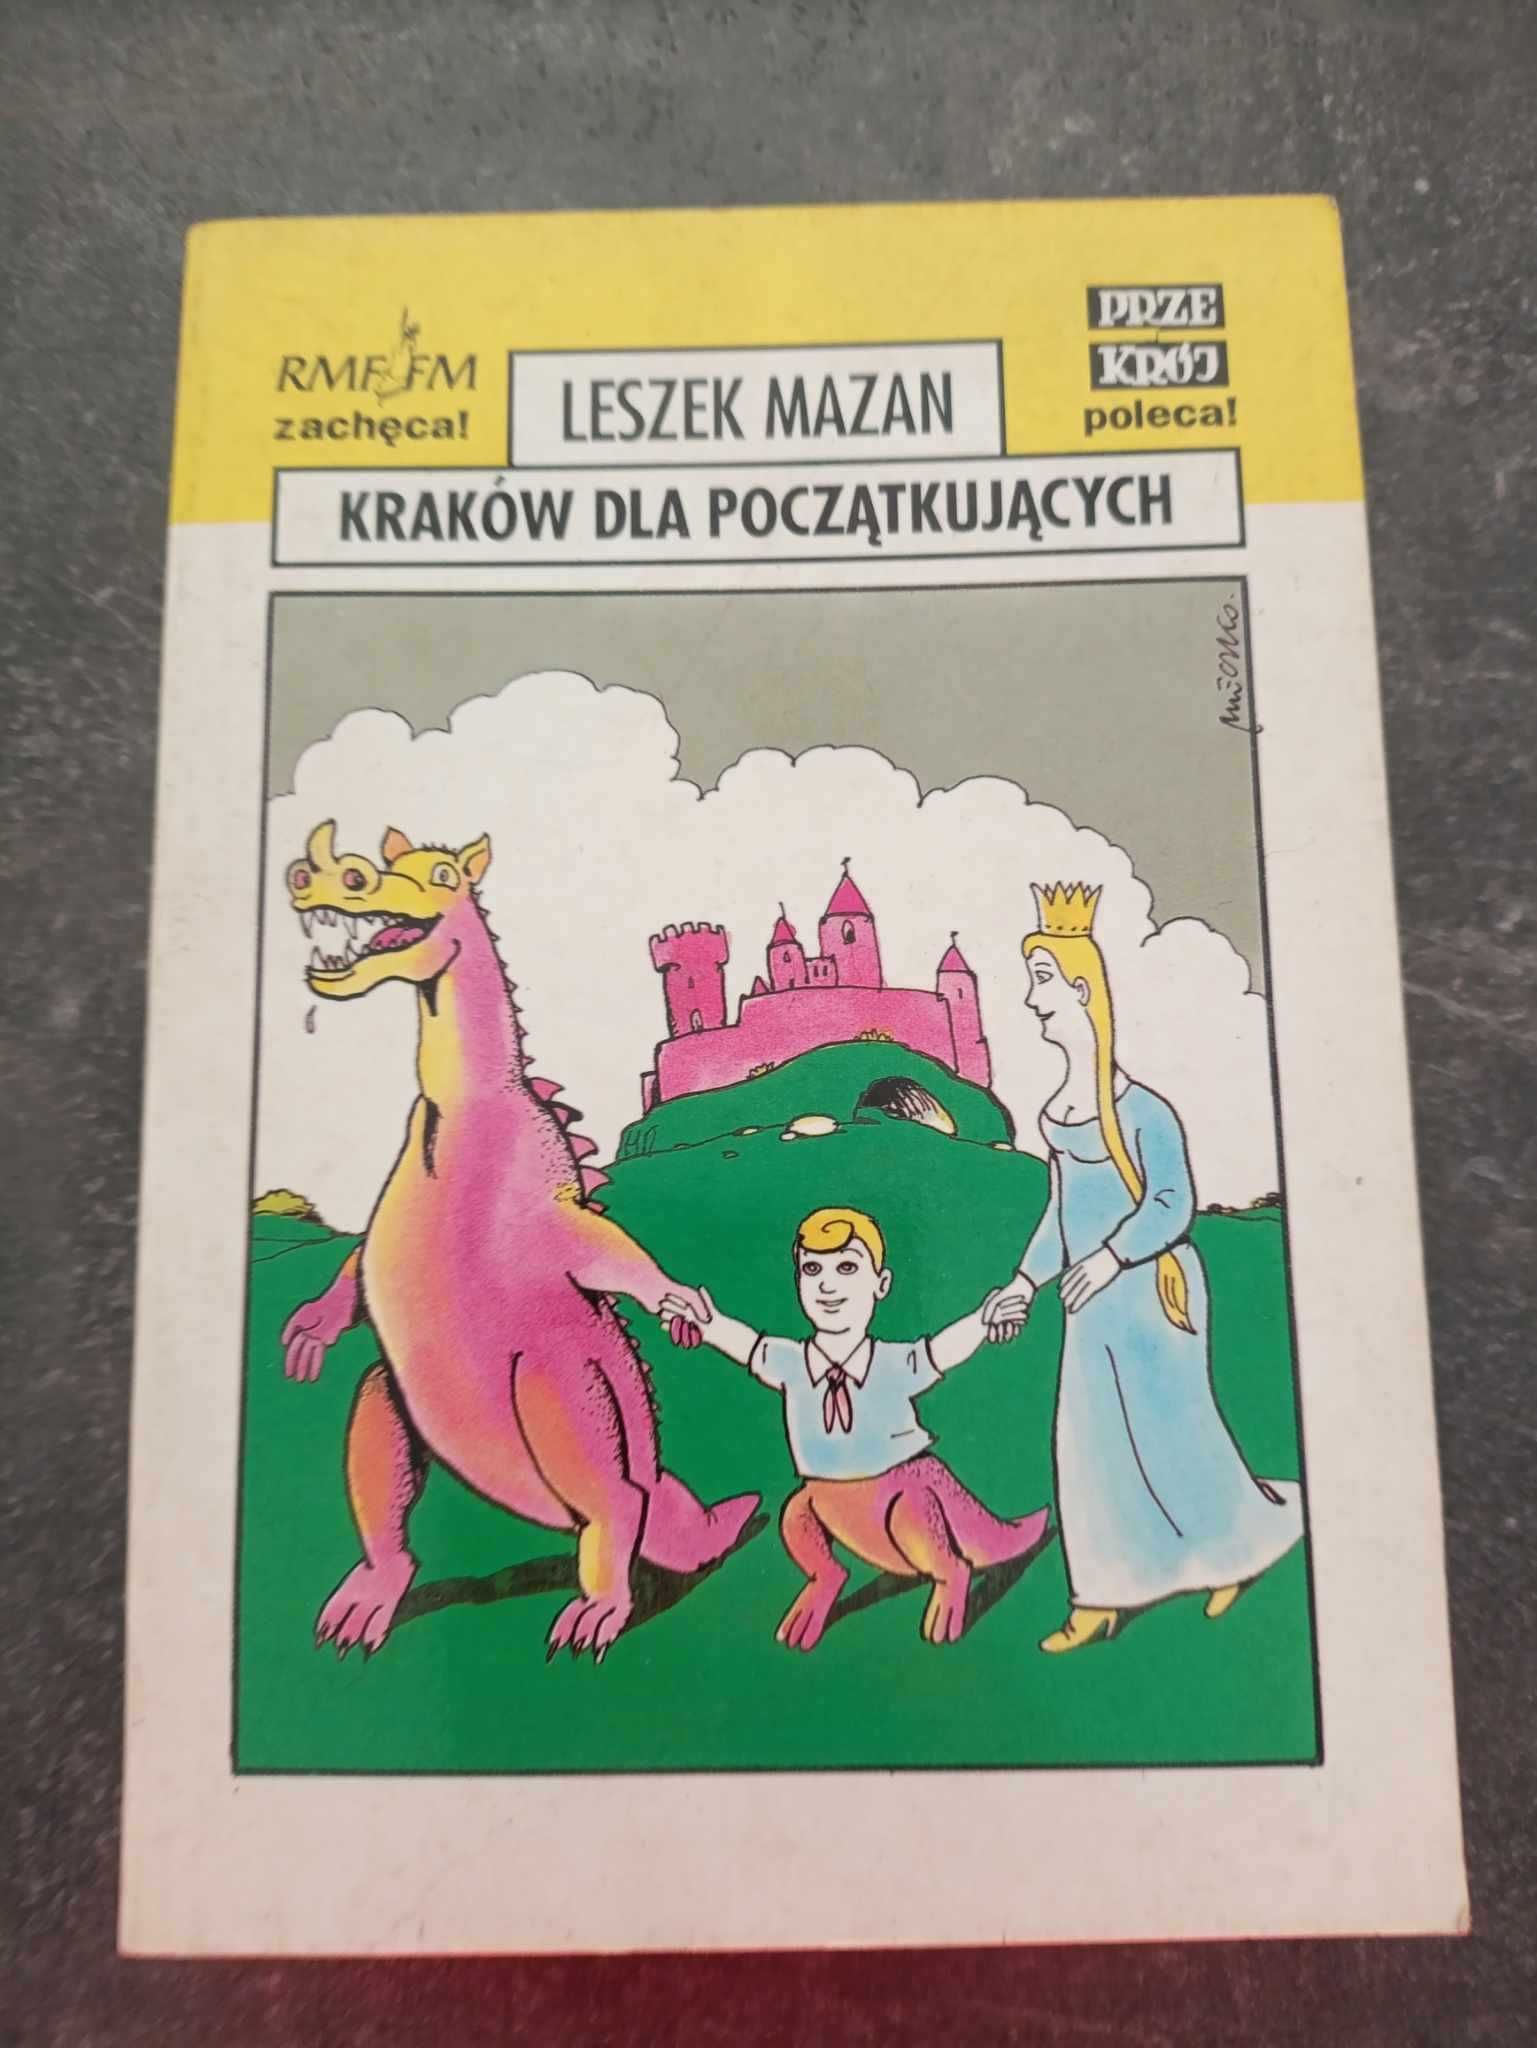 RMF FM
zachęca!
PRZE
KRÓJ
poleca!
LESZEK MAZAN
KRAKÓW DLA POCZĄTKUJĄCYCH